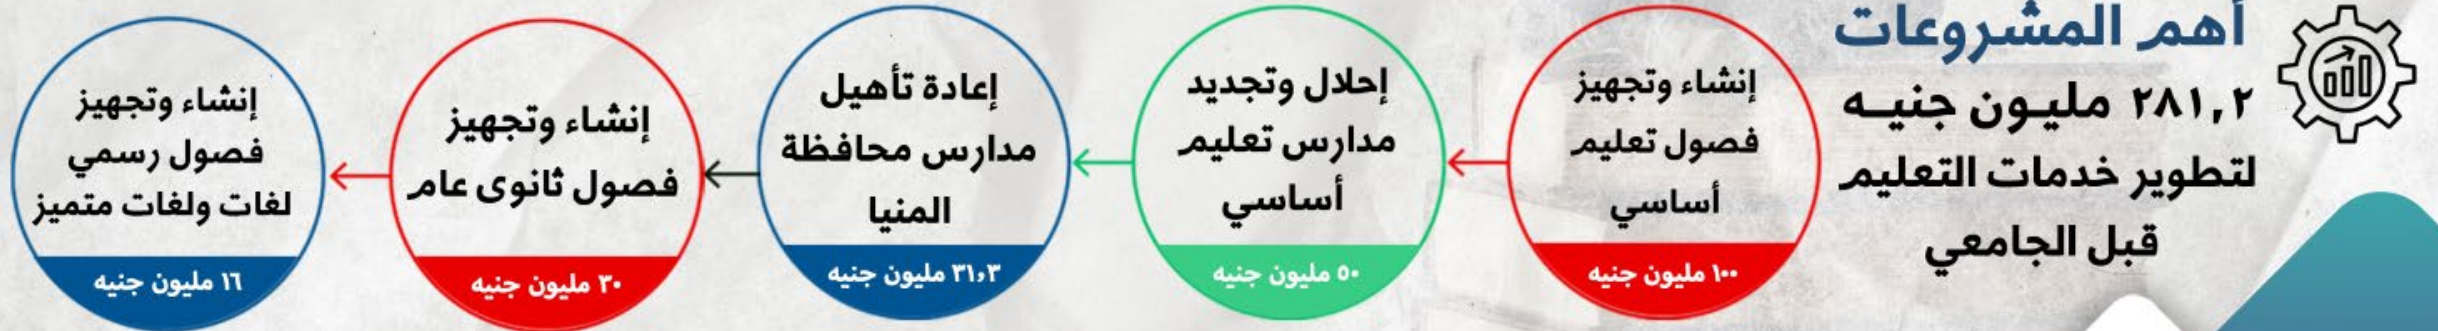 أهم المشروعات
٢٨١,٢ مليون جنيه
لتطوير خدمات التعليم
قبل الجامعي
إنشاء وتجهيز
فصول تعليم
أساسي
١٠٠ مليون جنيه
إحلال وتجديد
مدارس تعليم
أساسي
٥٠ مليون جنيه
إعادة تأهيل
مدارس محافظة
المنيا
٣١,٣ مليون جنيه
إنشاء وتجهيز
فصول ثانوى عام
٣٠ مليون جنيه
إنشاء وتجهيز
فصول رسمي
لغات ولغات متميز
١٦ مليون جنيه